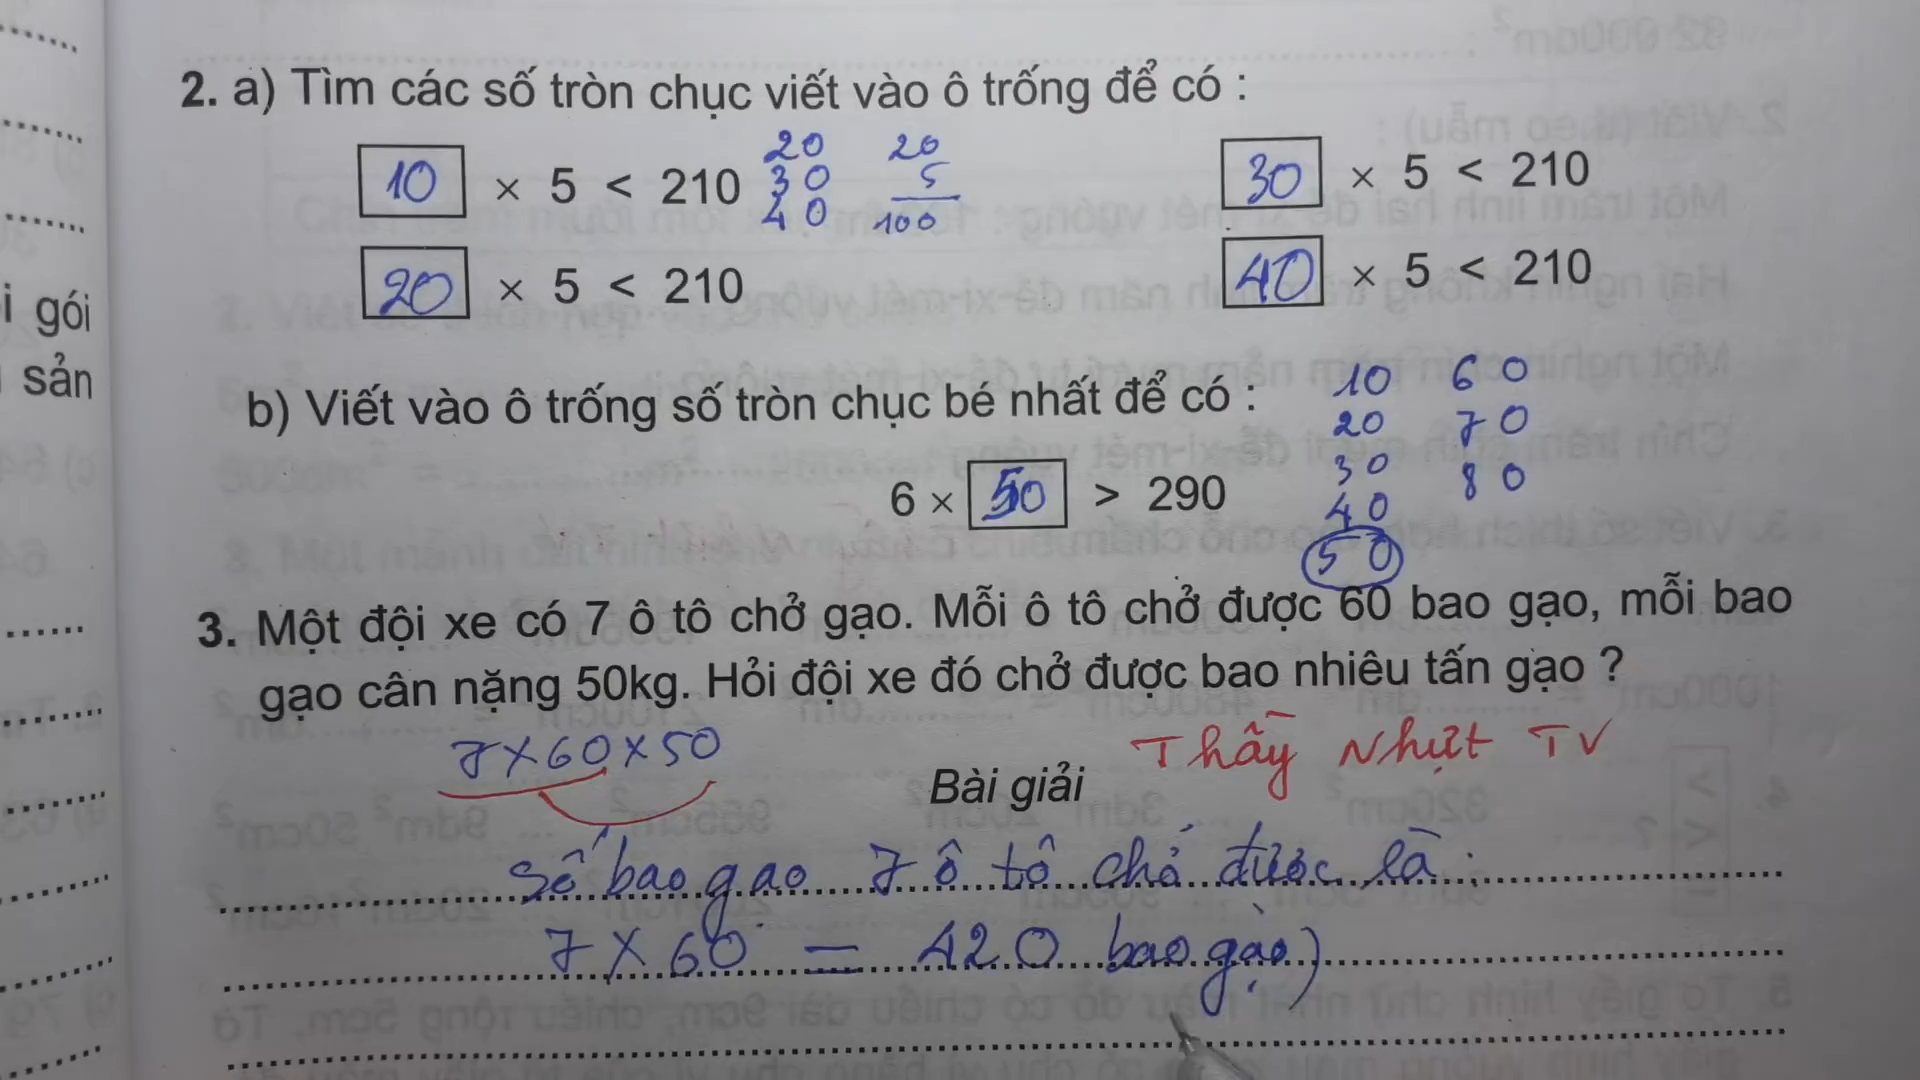 2. a) Tìm các số tròn chục viết vào ô trống để có :
10 × 5 < 210
20
30
40
20
5
100
30 × 5 < 210
20 × 5 < 210
40 × 5 < 210
i gói
sản
b) Viết vào ô trống số tròn chục bé nhất để có :
10
20
30
40
50
60
70
80
6 × 50 > 290
3. Một đội xe có 7 ô tô chở gạo. Mỗi ô tô chở được 60 bao gạo, mỗi bao
gạo cân nặng 50kg. Hỏi đội xe đó chở được bao nhiêu tấn gạo ?
7 x 60 x 50
Thầy Nhựt TV
Bài giải
Số bao gạo 7 ô tô chở được là :
7 X 60 = 420 bao gạo)